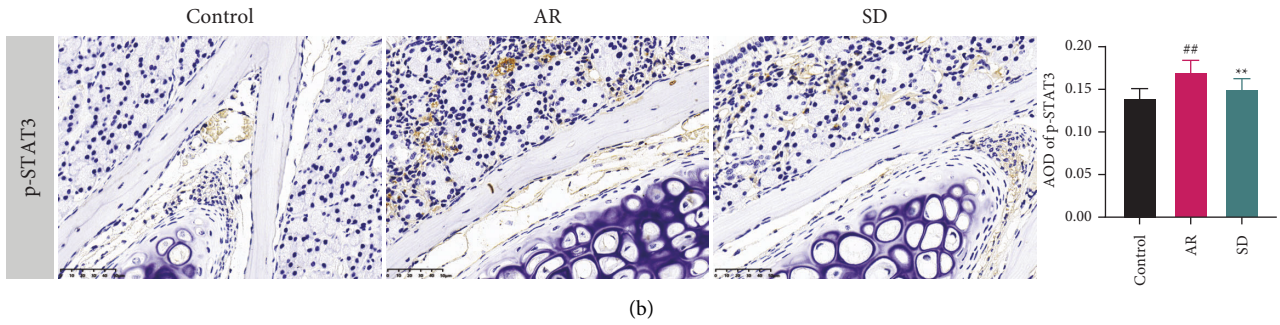 Control
AR
SD
p-STAT3
AOD of p-STAT3
0.20
0.15
0.10
0.05
0.00
##
**
Control
AR
SD
(b)